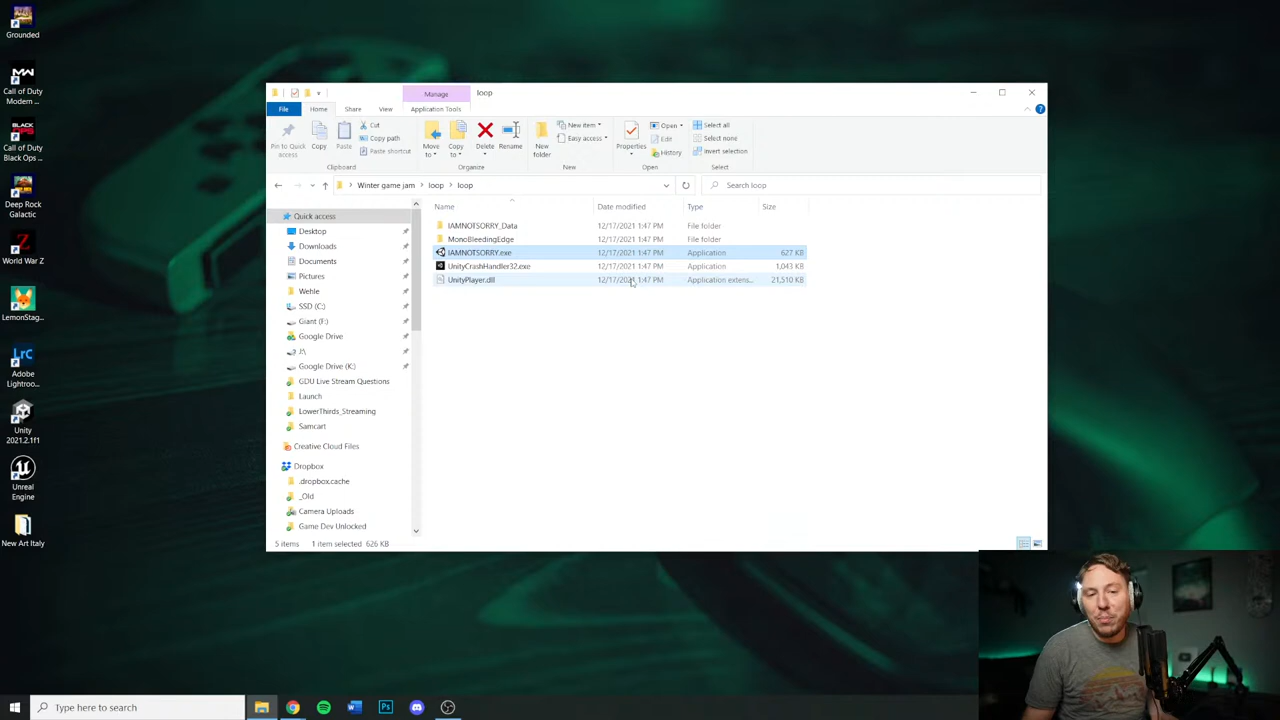 Grounded
Call of Duty
Modern ...
BLACK
OPS
Call of Duty
Black Ops ...
Deep Rock
Galactic
World War Z
LemonStag...
Lrc
Adobe
Lightroo...
Unity
2021.2.1f1
Unreal
Engine
New Art Italy
Manage
loop
File
Home
Share
View
Application Tools
Pin to Quick
access
Copy
Paste
Cut
Copy path
Paste shortcut
Clipboard
Move
to
Copy
to
Delete
Rename
Organize
New
folder
New item
Easy access
New
Properties
Open
Edit
History
Open
Select all
Select none
Invert selection
Select
Winter game jam > loop > loop
Search loop
Name
Date modified
Type
Size
IAMNOTSORRY_Data 12/17/2021 1:47 PM File folder
MonoBleedingEdge 12/17/2021 1:47 PM File folder
IAMNOTSORRY.exe 12/17/2021 1:47 PM Application 627 KB
UnityCrashHandler32.exe 12/17/2021 1:47 PM Application 1,043 KB
UnityPlayer.dll 12/17/2021 1:47 PM Application extens... 21,510 KB
Quick access
Desktop
Downloads
Documents
Pictures
Wehle
SSD (C:)
Giant (F:)
Google Drive
J:\
Google Drive (K:)
GDU Live Stream Questions
Launch
LowerThirds_Streaming
Samcart
Creative Cloud Files
Dropbox
.dropbox.cache
_Old
Camera Uploads
Game Dev Unlocked
5 items 1 item selected 626 KB
Type here to search